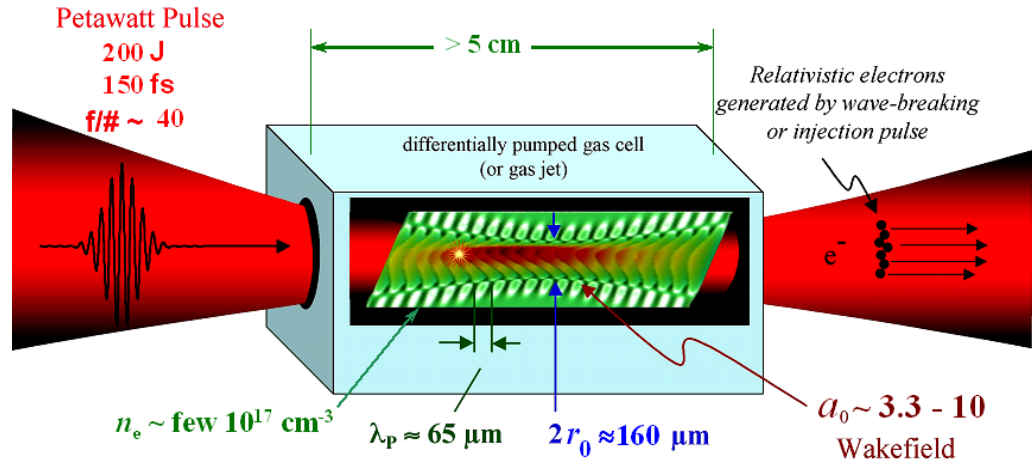 Petawatt Pulse
200 J
150 fs
f/# ~ 40
> 5 cm
Relativistic electrons
generated by wave-breaking
or injection pulse
differentially pumped gas cell
(or gas jet)
e⁻
nₑ ~ few 10¹⁷ cm⁻³
λₚ ≈ 65 µm
2r₀ ≈160 µm
a₀ ~ 3.3 - 10
Wakefield